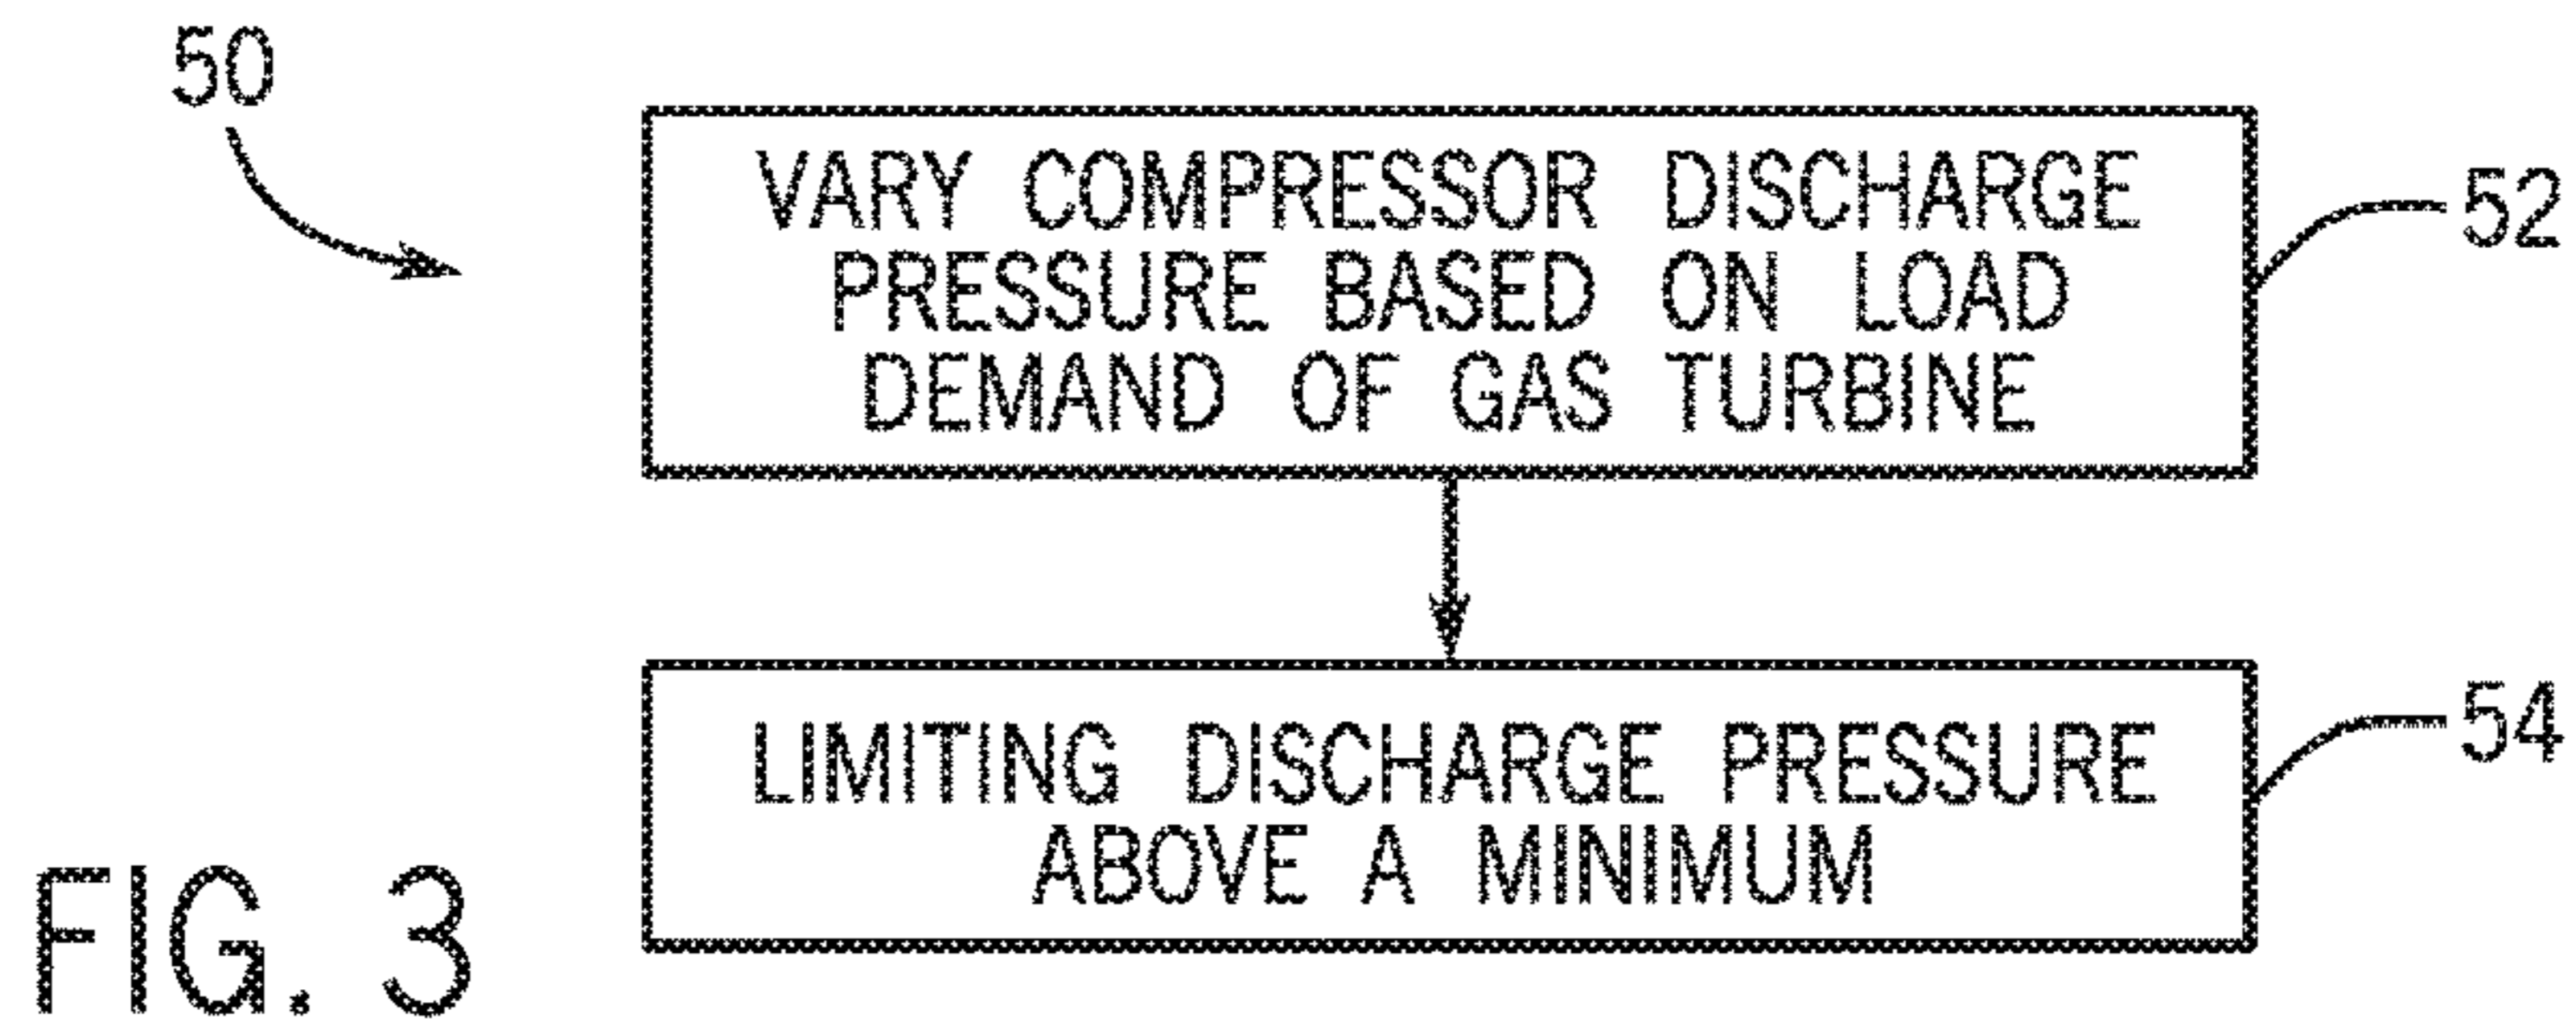 50
VARY COMPRESSOR DISCHARGE
PRESSURE BASED ON LOAD
DEMAND OF GAS TURBINE
52
LIMITING DISCHARGE PRESSURE
ABOVE A MINIMUM
54
FIG. 3